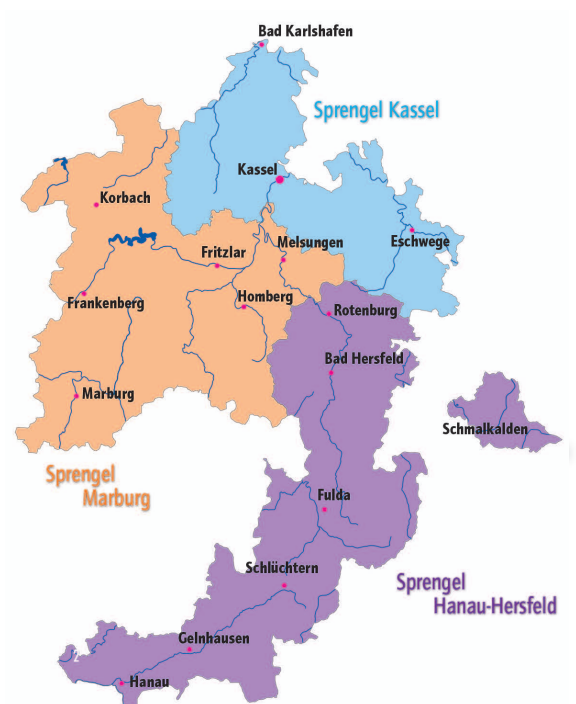 Bad Karlshafen
Sprengel Kassel
Kassel
Korbach
Eschwege
Melsungen
Fritzlar
Homberg
Frankenberg
Rotenburg
Bad Hersfeld
Marburg
Schmalkalden
Sprengel
Marburg
Fulda
Schlüchtern
Sprengel
Hanau-Hersfeld
Gelnhausen
Hanau